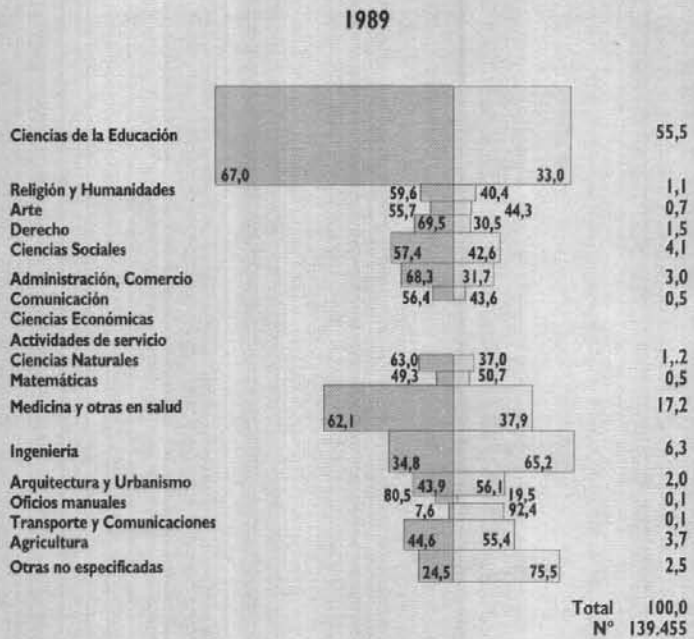 1989
Ciencias de la Educación 67,0 33,0 55,5
Religión y Humanidades 59,6 40,4 1,1
Arte 55,7 44,3 0,7
Derecho 69,5 30,5 1,5
Ciencias Sociales 57,4 42,6 4,1
Administración, Comercio 68,3 31,7 3,0
Comunicación 56,4 43,6 0,5
Ciencias Económicas
Actividades de servicio
Ciencias Naturales 63,0 37,0 1,.2
Matemáticas 49,3 50,7 0,5
Medicina y otras en salud 62,1 37,9 17,2
Ingeniería 34,8 65,2 6,3
Arquitectura y Urbanismo 43,9 56,1 2,0
Oficios manuales 80,5 19,5 0,1
Transporte y Comunicaciones 7,6 92,4 0,1
Agricultura 44,6 55,4 3,7
Otras no especificadas 24,5 75,5 2,5
Total 100,0
N° 139.455